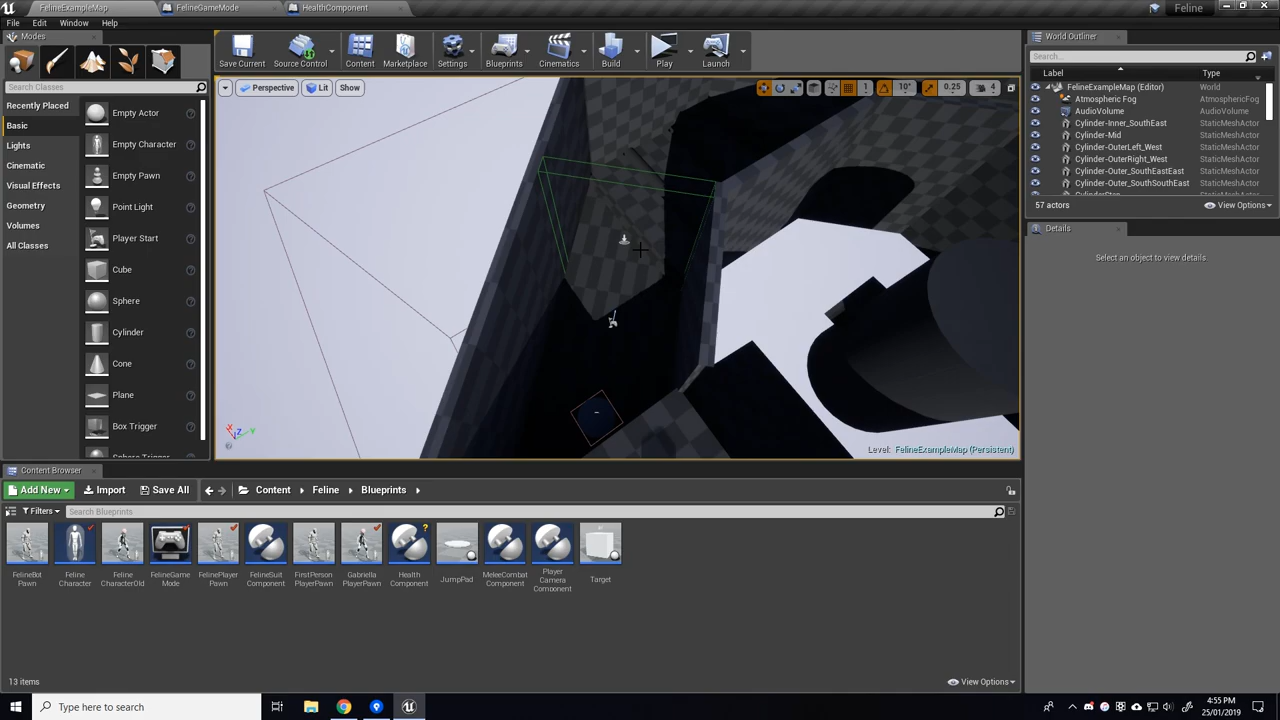 FelineExampleMap
FelineGameMode
HealthComponent
Feline
File Edit Window Help
Modes
Save Current
Source Control
Content
Marketplace
Settings
Blueprints
Cinematics
Build
Play
Launch
World Outliner
Search...
Label Type
FelineExampleMap (Editor) World
Atmospheric Fog AtmosphericFog
AudioVolume AudioVolume
Cylinder-Inner_SouthEast StaticMeshActor
Cylinder-Mid StaticMeshActor
Cylinder-OuterLeft_West StaticMeshActor
Cylinder-OuterRight_West StaticMeshActor
Cylinder-Outer_SouthEastEast StaticMeshActor
Cylinder-Outer_SouthSouthEast StaticMeshActor
57 actors
View Options
Details
Select an object to view details.
Search Classes
Recently Placed
Basic
Lights
Cinematic
Visual Effects
Geometry
Volumes
All Classes
Empty Actor
Empty Character
Empty Pawn
Point Light
Player Start
Cube
Sphere
Cylinder
Cone
Plane
Box Trigger
Sphere Trigger
Perspective
Lit
Show
1
10°
0.25
4
X
Z
Y
Level: FelineExampleMap (Persistent)
Content Browser
Add New
Import
Save All
Content
Feline
Blueprints
Filters
Search Blueprints
FelineBot
Pawn
Feline
Character
Feline
CharacterOld
FelineGame
Mode
FelinePlayer
Pawn
FelineSuit
Component
FirstPerson
PlayerPawn
Gabriella
PlayerPawn
Health
Component
JumpPad
MeleeCombat
Component
Player
Camera
Component
Target
13 items
View Options
Type here to search
4:55 PM
25/01/2019